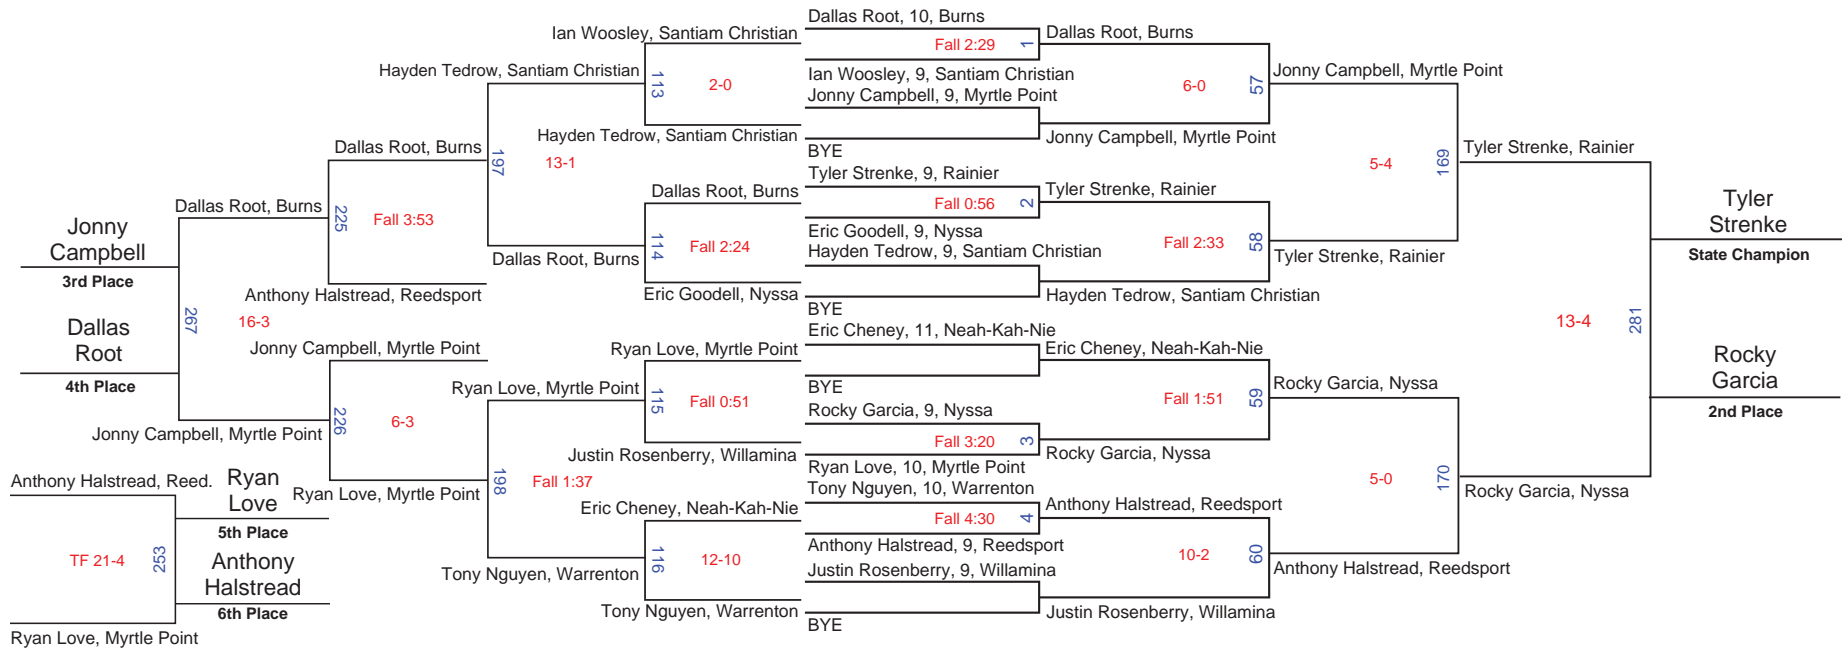 Dallas Root, 10, Burns
Fall 2:29
1
Ian Woosley, 9, Santiam Christian
Jonny Campbell, 9, Myrtle Point
BYE
Tyler Strenke, 9, Rainier
Fall 0:56
2
Eric Goodell, 9, Nyssa
Hayden Tedrow, 9, Santiam Christian
BYE
Eric Cheney, 11, Neah-Kah-Nie
BYE
Rocky Garcia, 9, Nyssa
Fall 3:20
3
Ryan Love, 10, Myrtle Point
Tony Nguyen, 10, Warrenton
Fall 4:30
4
Anthony Halstread, 9, Reedsport
Justin Rosenberry, 9, Willamina
BYE
Dallas Root, Burns
6-0
57
Jonny Campbell, Myrtle Point
Tyler Strenke, Rainier
Fall 2:33
58
Hayden Tedrow, Santiam Christian
Eric Cheney, Neah-Kah-Nie
Fall 1:51
59
Rocky Garcia, Nyssa
Anthony Halstread, Reedsport
10-2
60
Justin Rosenberry, Willamina
Jonny Campbell, Myrtle Point
5-4
169
Tyler Strenke, Rainier
Rocky Garcia, Nyssa
5-0
170
Anthony Halstread, Reedsport
Tyler Strenke, Rainier
13-4
281
Rocky Garcia, Nyssa
Tyler
Strenke
State Champion
Rocky
Garcia
2nd Place
Ian Woosley, Santiam Christian
113
2-0
Hayden Tedrow, Santiam Christian
Dallas Root, Burns
114
Fall 2:24
Eric Goodell, Nyssa
Ryan Love, Myrtle Point
115
Fall 0:51
Justin Rosenberry, Willamina
Eric Cheney, Neah-Kah-Nie
116
12-10
Tony Nguyen, Warrenton
Hayden Tedrow, Santiam Christian
197
13-1
Dallas Root, Burns
Ryan Love, Myrtle Point
198
Fall 1:37
Tony Nguyen, Warrenton
Dallas Root, Burns
225
Fall 3:53
Anthony Halstread, Reedsport
Jonny Campbell, Myrtle Point
226
6-3
Ryan Love, Myrtle Point
Dallas Root, Burns
267
16-3
Jonny Campbell, Myrtle Point
Jonny
Campbell
3rd Place
Dallas
Root
4th Place
Anthony Halstread, Reed.
TF 21-4
253
Ryan Love, Myrtle Point
Ryan
Love
5th Place
Anthony
Halstread
6th Place